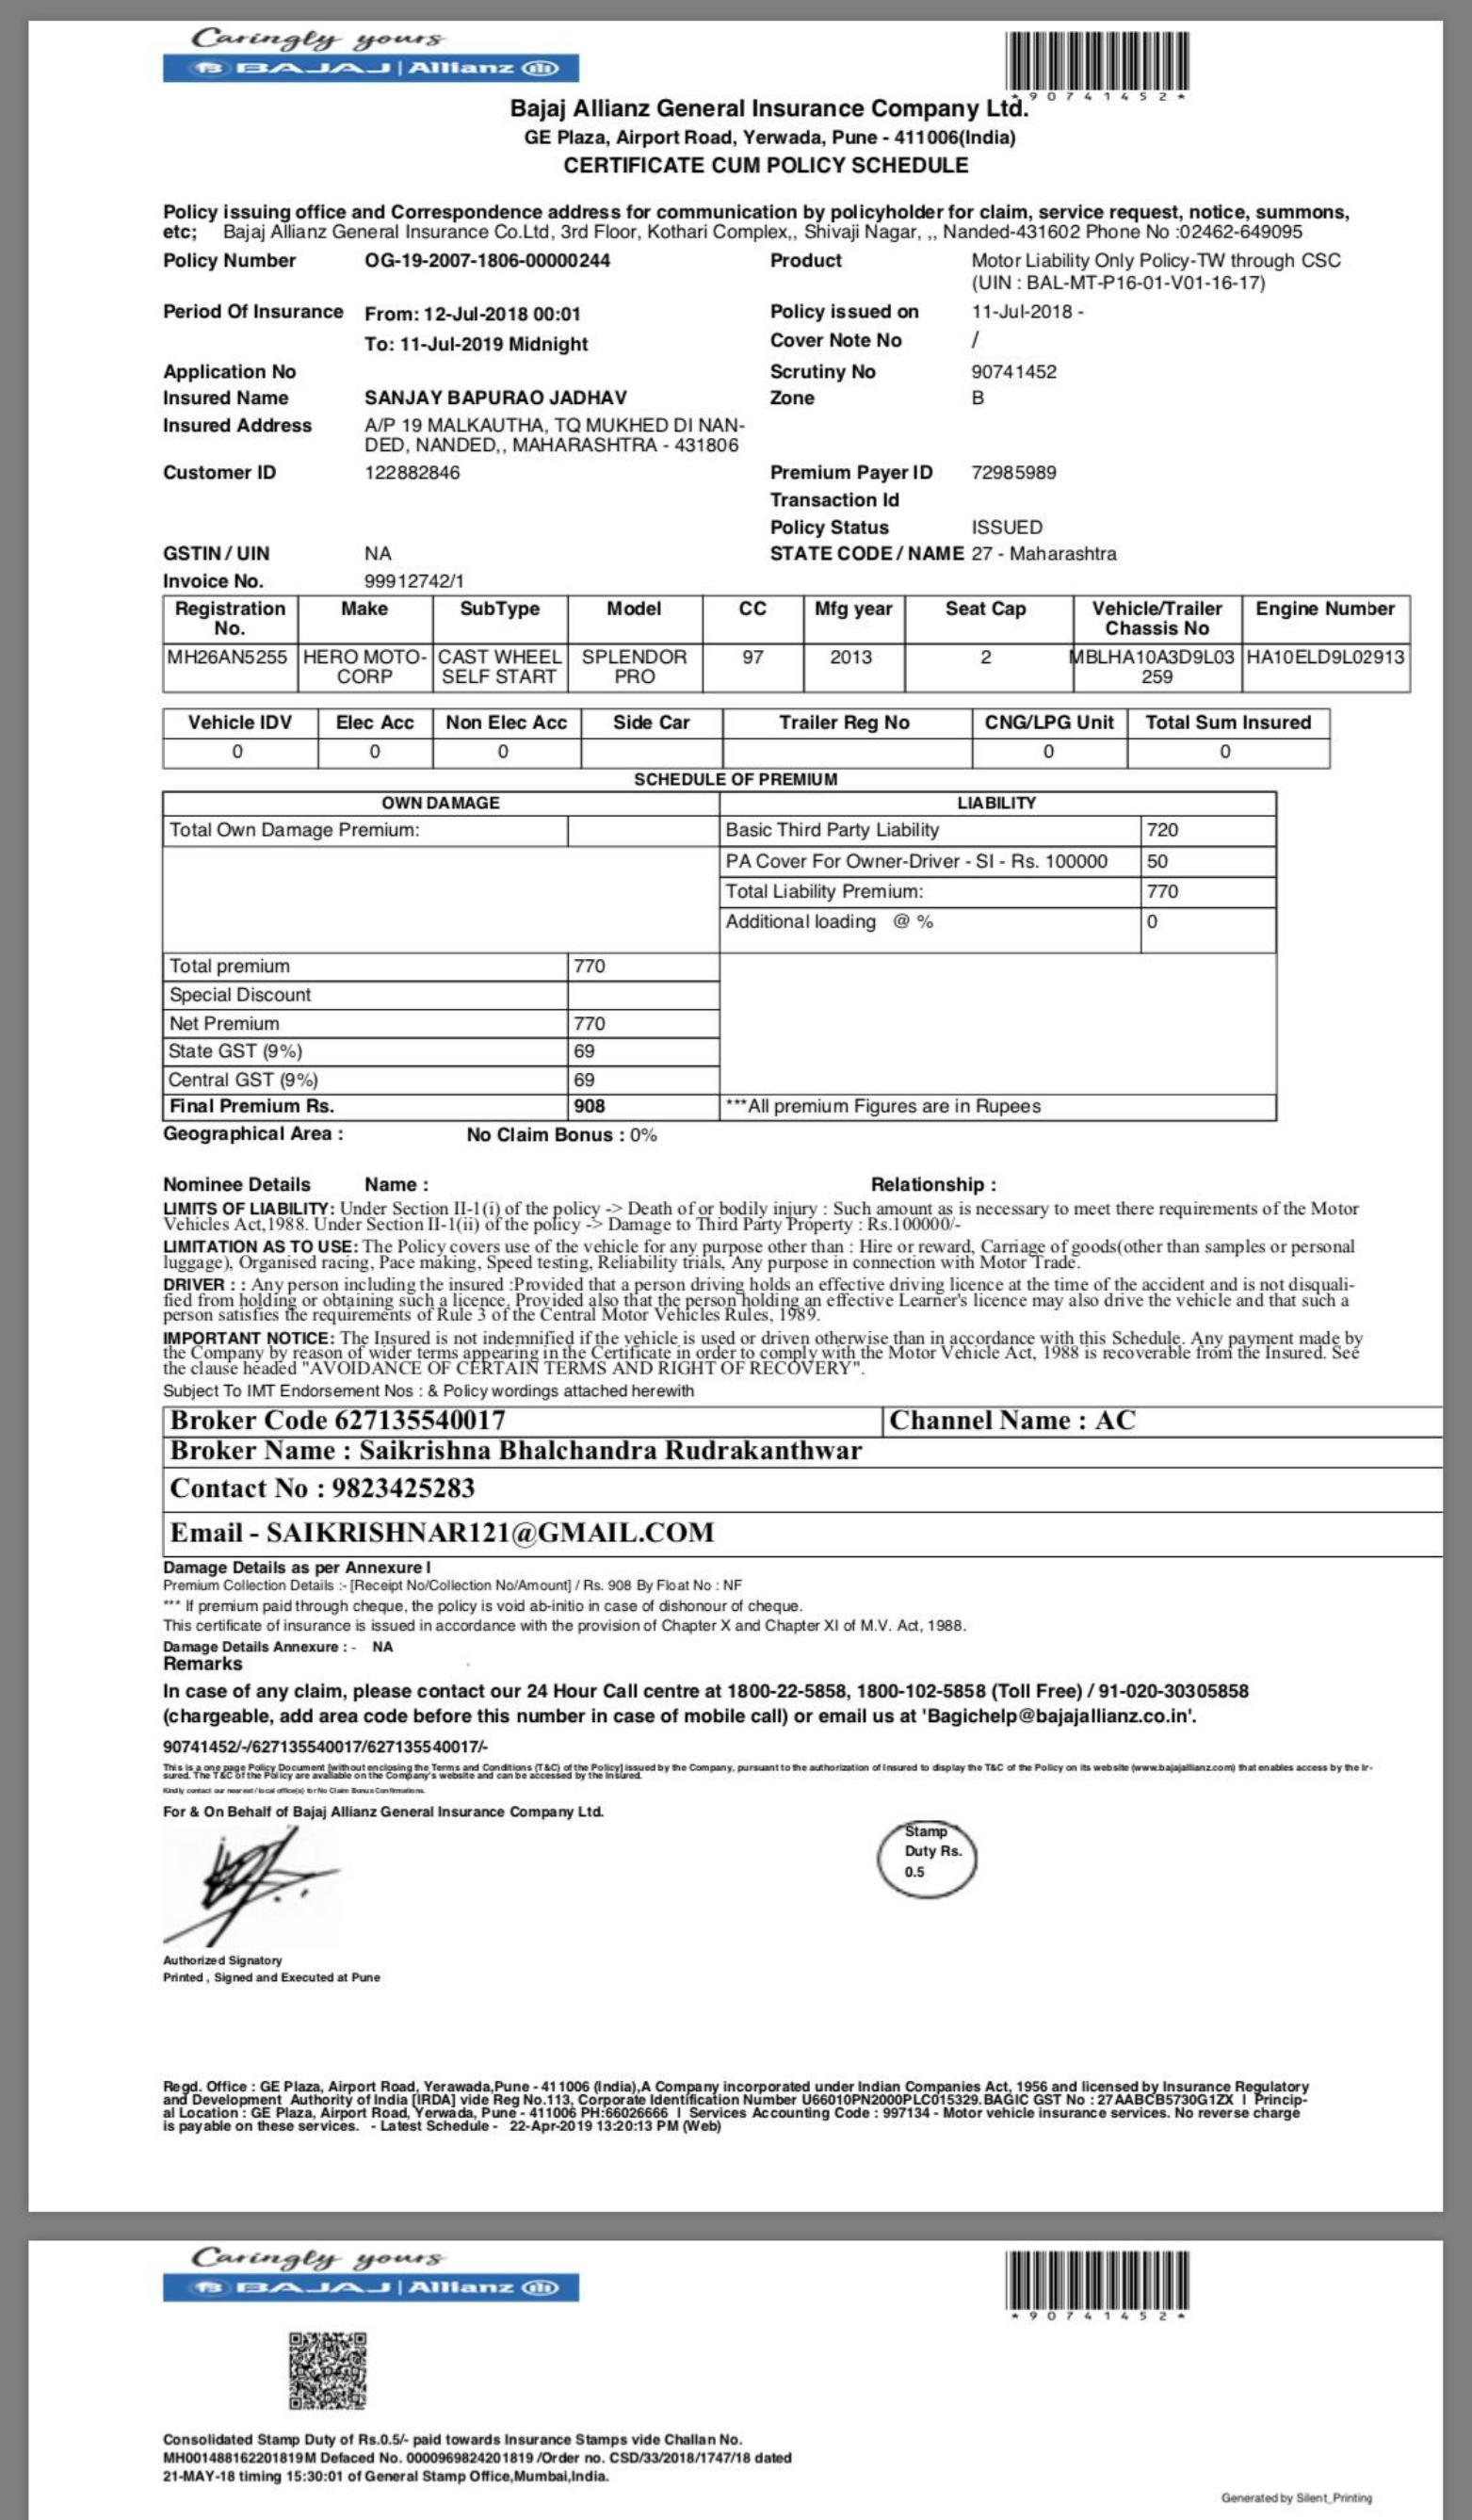 Caringly yours
BAJAJ | Allianz
*90741452*
Bajaj Allianz General Insurance Company Ltd.
GE Plaza, Airport Road, Yerwada, Pune - 411006(India)
CERTIFICATE CUM POLICY SCHEDULE
Policy issuing office and Correspondence address for communication by policyholder for claim, service request, notice, summons,
etc; Bajaj Allianz General Insurance Co.Ltd, 3rd Floor, Kothari Complex,, Shivaji Nagar, ,, Nanded-431602 Phone No :02462-649095
Policy Number OG-19-2007-1806-00000244 Product Motor Liability Only Policy-TW through CSC
(UIN : BAL-MT-P16-01-V01-16-17)
Period Of Insurance From: 12-Jul-2018 00:01 Policy issued on 11-Jul-2018 -
To: 11-Jul-2019 Midnight Cover Note No /
Application No Scrutiny No 90741452
Insured Name SANJAY BAPURAO JADHAV Zone B
Insured Address A/P 19 MALKAUTHA, TQ MUKHED DI NAN-
DED, NANDED,, MAHARASHTRA - 431806
Customer ID 122882846 Premium Payer ID 72985989
Transaction Id
Policy Status ISSUED
GSTIN / UIN NA STATE CODE / NAME 27 - Maharashtra
Invoice No. 99912742/1
Registration No. Make SubType Model CC Mfg year Seat Cap Vehicle/Trailer Chassis No Engine Number
MH26AN5255 HERO MOTO-CORP CAST WHEEL SELF START SPLENDOR PRO 97 2013 2 MBLHA10A3D9L03259 HA10ELD9L02913
Vehicle IDV Elec Acc Non Elec Acc Side Car Trailer Reg No CNG/LPG Unit Total Sum Insured
0 0 0 0 0
SCHEDULE OF PREMIUM
OWN DAMAGE LIABILITY
Total Own Damage Premium: Basic Third Party Liability 720
PA Cover For Owner-Driver - SI - Rs. 100000 50
Total Liability Premium: 770
Additional loading @ % 0
Total premium 770
Special Discount
Net Premium 770
State GST (9%) 69
Central GST (9%) 69
Final Premium Rs. 908 ***All premium Figures are in Rupees
Geographical Area : No Claim Bonus : 0%
Nominee Details Name : Relationship :
LIMITS OF LIABILITY: Under Section II-1(i) of the policy -> Death of or bodily injury : Such amount as is necessary to meet there requirements of the Motor
Vehicles Act,1988. Under Section II-1(ii) of the policy -> Damage to Third Party Property : Rs.100000/-
LIMITATION AS TO USE: The Policy covers use of the vehicle for any purpose other than : Hire or reward, Carriage of goods(other than samples or personal
luggage), Organised racing, Pace making, Speed testing, Reliability trials, Any purpose in connection with Motor Trade.
DRIVER : : Any person including the insured :Provided that a person driving holds an effective driving licence at the time of the accident and is not disquali-
fied from holding or obtaining such a licence. Provided also that the person holding an effective Learner's licence may also drive the vehicle and that such a
person satisfies the requirements of Rule 3 of the Central Motor Vehicles Rules, 1989.
IMPORTANT NOTICE: The Insured is not indemnified if the vehicle is used or driven otherwise than in accordance with this Schedule. Any payment made by
the Company by reason of wider terms appearing in the Certificate in order to comply with the Motor Vehicle Act, 1988 is recoverable from the Insured. See
the clause headed "AVOIDANCE OF CERTAIN TERMS AND RIGHT OF RECOVERY".
Subject To IMT Endorsement Nos : & Policy wordings attached herewith
Broker Code 627135540017 Channel Name : AC
Broker Name : Saikrishna Bhalchandra Rudrakanthwar
Contact No : 9823425283
Email - SAIKRISHNAR121@GMAIL.COM
Damage Details as per Annexure I
Premium Collection Details :- [Receipt No/Collection No/Amount] / Rs. 908 By Float No : NF
*** If premium paid through cheque, the policy is void ab-initio in case of dishonour of cheque.
This certificate of insurance is issued in accordance with the provision of Chapter X and Chapter XI of M.V. Act, 1988.
Damage Details Annexure : - NA
Remarks
In case of any claim, please contact our 24 Hour Call centre at 1800-22-5858, 1800-102-5858 (Toll Free) / 91-020-30305858
(chargeable, add area code before this number in case of mobile call) or email us at 'Bagichelp@bajajallianz.co.in'.
90741452/-/627135540017/627135540017/-
This is a one page Policy Document [without enclosing the Terms and Conditions (T&C) of the Policy] issued by the Company, pursuant to the authorization of Insured to display the T&C of the Policy on its website (www.bajajallianz.com) that enables access by the Ir-
sured. The T&C of the Policy are available on the Company's website and can be accessed by the Insured.
Kindly contact our nearest / local office(s) for No Claim Bonus Confirmations.
For & On Behalf of Bajaj Allianz General Insurance Company Ltd.
Stamp
Duty Rs.
0.5
Authorized Signatory
Printed , Signed and Executed at Pune
Regd. Office : GE Plaza, Airport Road, Yerawada,Pune - 411006 (India),A Company incorporated under Indian Companies Act, 1956 and licensed by Insurance Regulatory
and Development Authority of India [IRDA] vide Reg No.113, Corporate Identification Number U66010PN2000PLC015329.BAGIC GST No : 27AABCB5730G1ZX | Princip-
al Location : GE Plaza, Airport Road, Yerwada, Pune - 411006 PH:66026666 | Services Accounting Code : 997134 - Motor vehicle insurance services. No reverse charge
is payable on these services. - Latest Schedule - 22-Apr-2019 13:20:13 PM (Web)
Caringly yours
BAJAJ | Allianz
*90741452*
Consolidated Stamp Duty of Rs.0.5/- paid towards Insurance Stamps vide Challan No.
MH001488162201819M Defaced No. 0000969824201819 /Order no. CSD/33/2018/1747/18 dated
21-MAY-18 timing 15:30:01 of General Stamp Office,Mumbai,India.
Generated by Silent_Printing